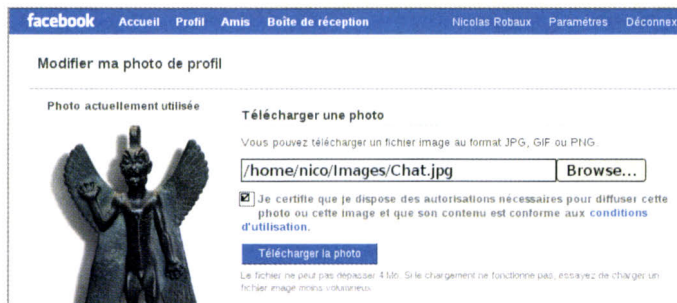 facebook Accueil Profil Amis Boîte de réception Nicolas Robaux Paramètres Déconnex
Modifier ma photo de profil
Photo actuellement utilisée
Télécharger une photo
Vous pouvez télécharger un fichier image au format JPG, GIF ou PNG.
/home/nico/Images/Chat.jpg Browse...
Je certifie que je dispose des autorisations nécessaires pour diffuser cette
photo ou cette image et que son contenu est conforme aux conditions
d'utilisation.
Télécharger la photo
Le fichier ne peut pas dépasser 4 Mo. Si le chargement ne fonctionne pas, essayez de charger un
fichier image moins volumineux